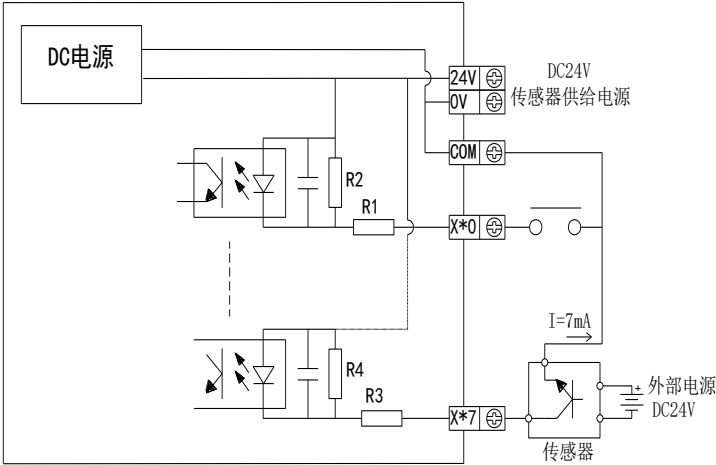 DC电源
24V
DC24V
0V
传感器供给电源
COM
R2
R1
X*0
I=7mA
R4
R3
X*7
+
外部电源
DC24V
传感器